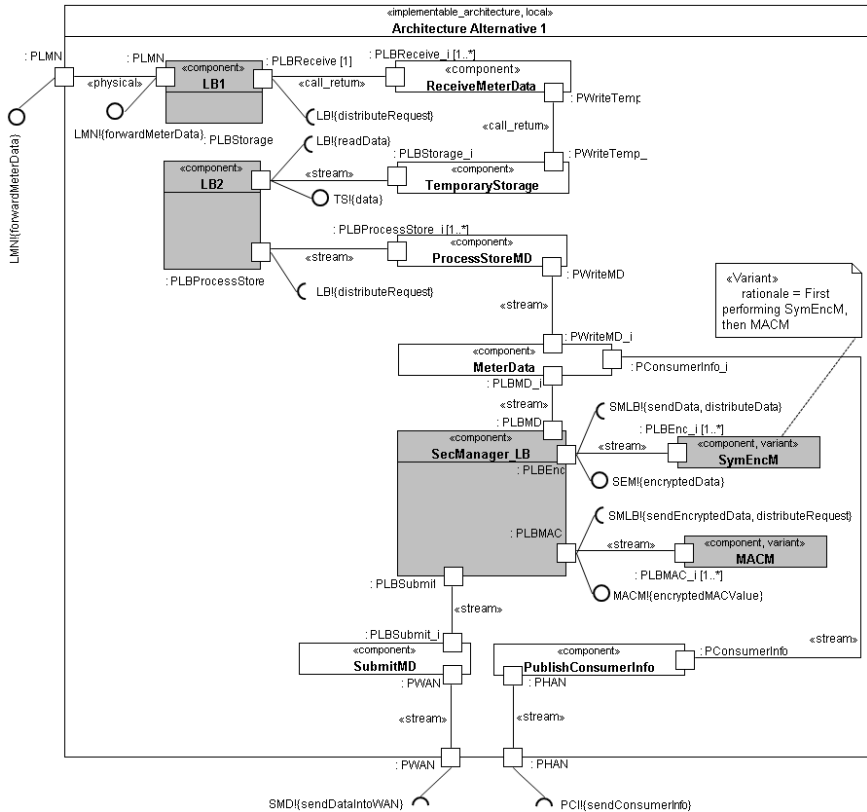 «implementable_architecture, local»
Architecture Alternative 1
: PLMN
: PLMN
: PLBReceive [1]
: PLBReceive_i [1..*]
«component»
LB1
«component»
ReceiveMeterData
«physical»
«call_return»
: PWriteTemp
LMN!{forwardMeterData}
LB!{distributeRequest}
«call_return»
: PLBStorage
LB!{readData}
: PLBStorage_i
: PWriteTemp_
«component»
LB2
«stream»
«component»
TemporaryStorage
TS!{data}
LMN!{forwardMeterData}
: PLBProcessStore_i [1..*]
«component»
ProcessStoreMD
«stream»
: PLBProcessStore
: PWriteMD
LB!{distributeRequest}
«stream»
«Variant»
rationale = First
performing SymEncM,
then MACM
: PWriteMD_i
«component»
MeterData
: PConsumerInfo_i
: PLBMD_i
«stream»
SMLB!{sendData, distributeData}
: PLBMD
: PLBEnc_i [1..*]
«component»
SecManager_LB
«stream»
«component, variant»
SymEncM
: PLBEnc
SEM!{encryptedData}
SMLB!{sendEncryptedData, distributeRequest}
: PLBMAC
«stream»
«component, variant»
MACM
: PLBMAC_i [1..*]
: PLBSubmit
MACM!{encryptedMACValue}
«stream»
: PLBSubmit_i
«stream»
«component»
SubmitMD
«component»
PublishConsumerInfo
: PConsumerInfo
: PWAN
: PHAN
«stream»
«stream»
: PWAN
: PHAN
SMD!{sendDataIntoWAN}
PCI!{sendConsumerInfo}